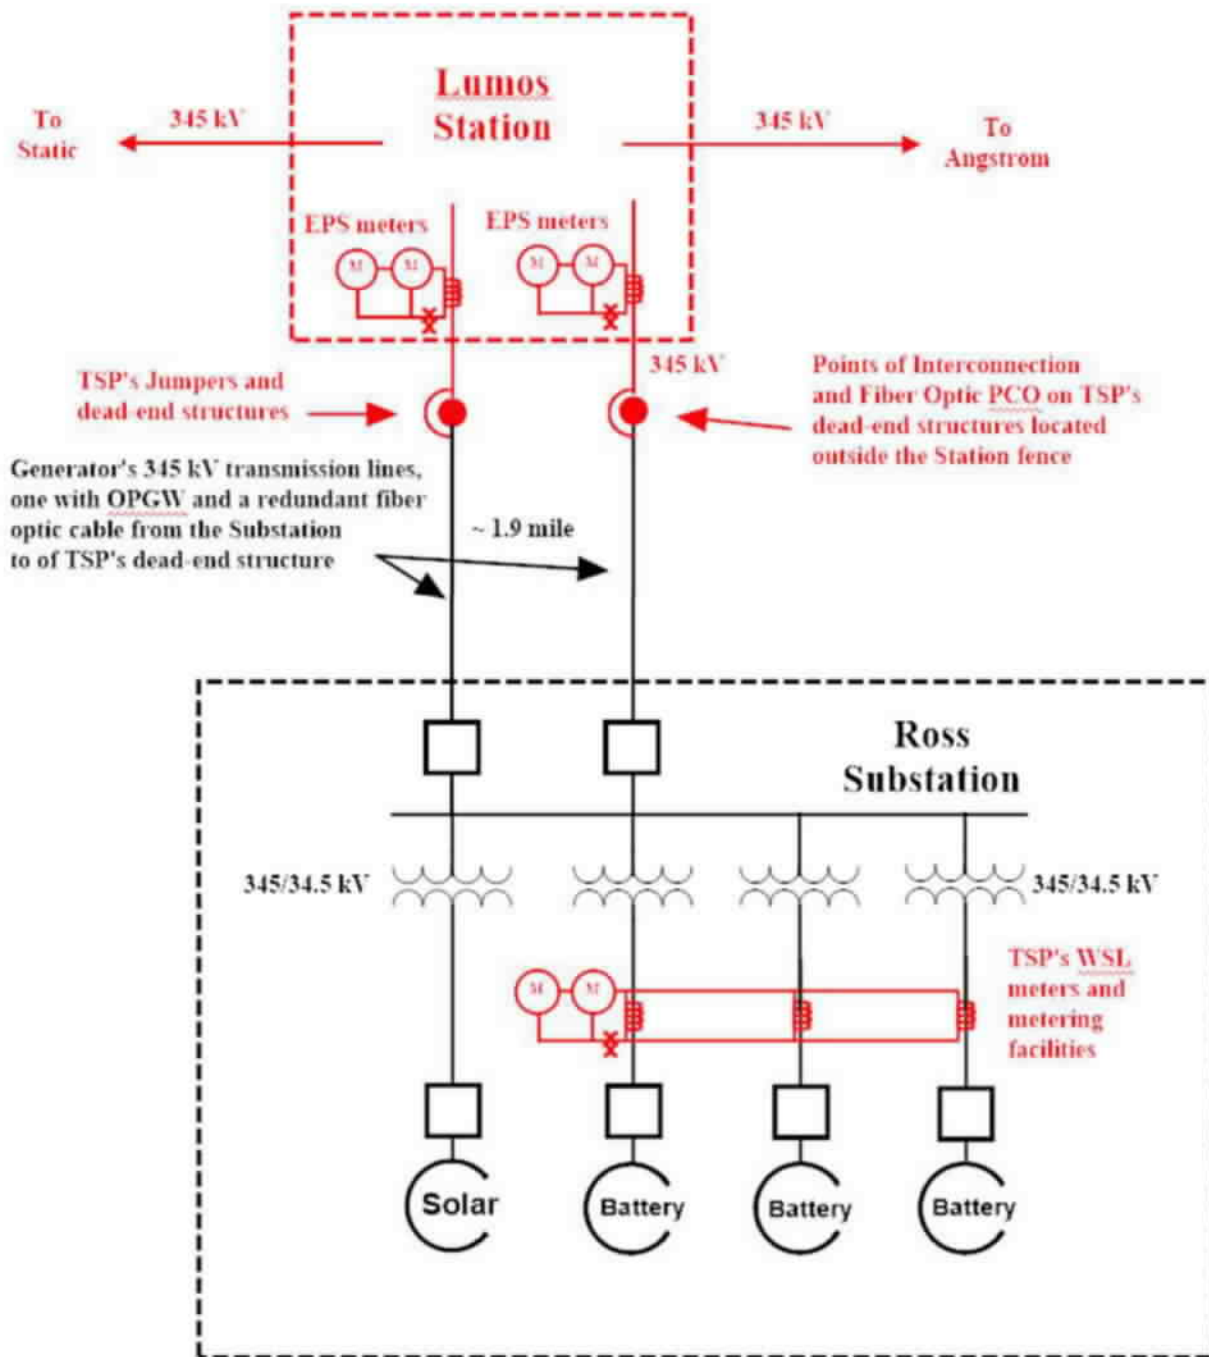 Lumos
Station
To
Static
345 kV
345 kV
To
Angstrom
EPS meters
EPS meters
M
M
M
M
345 kV
TSP's Jumpers and
dead-end structures
Points of Interconnection
and Fiber Optic PCO on TSP's
dead-end structures located
outside the Station fence
Generator's 345 kV transmission lines,
one with OPGW and a redundant fiber
optic cable from the Substation
to of TSP's dead-end structure
~ 1.9 mile
Ross
Substation
345/34.5 kV
345/34.5 kV
TSP's WSL
meters and
metering
facilities
M
M
Solar
Battery
Battery
Battery